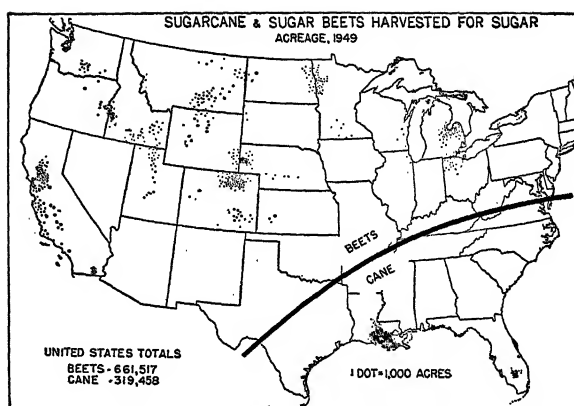 SUGARCANE & SUGAR BEETS HARVESTED FOR SUGAR
ACREAGE, 1949
BEETS
CANE
UNITED STATES TOTALS
BEETS - 661,517
CANE - 319,458
1 DOT = 1,000 ACRES